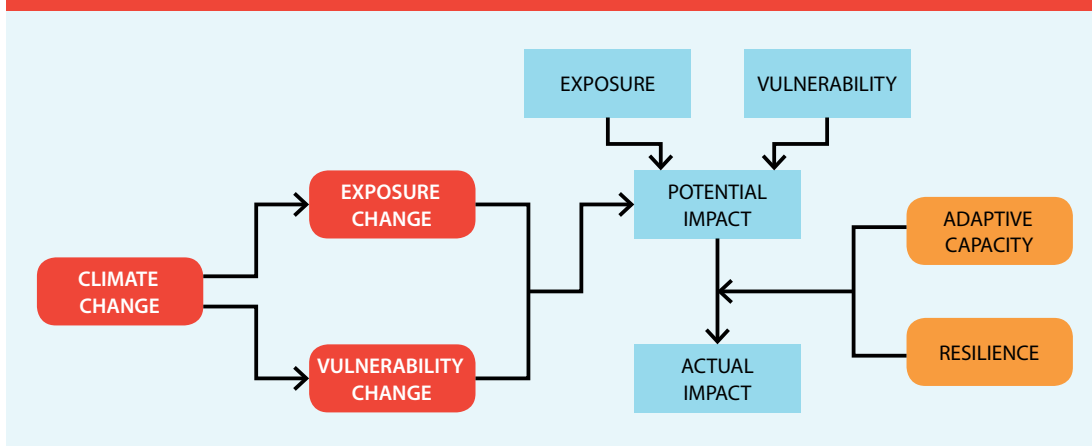 EXPOSURE
VULNERABILITY
EXPOSURE
CHANGE
POTENTIAL
IMPACT
ADAPTIVE
CAPACITY
CLIMATE
CHANGE
VULNERABILITY
CHANGE
ACTUAL
IMPACT
RESILIENCE